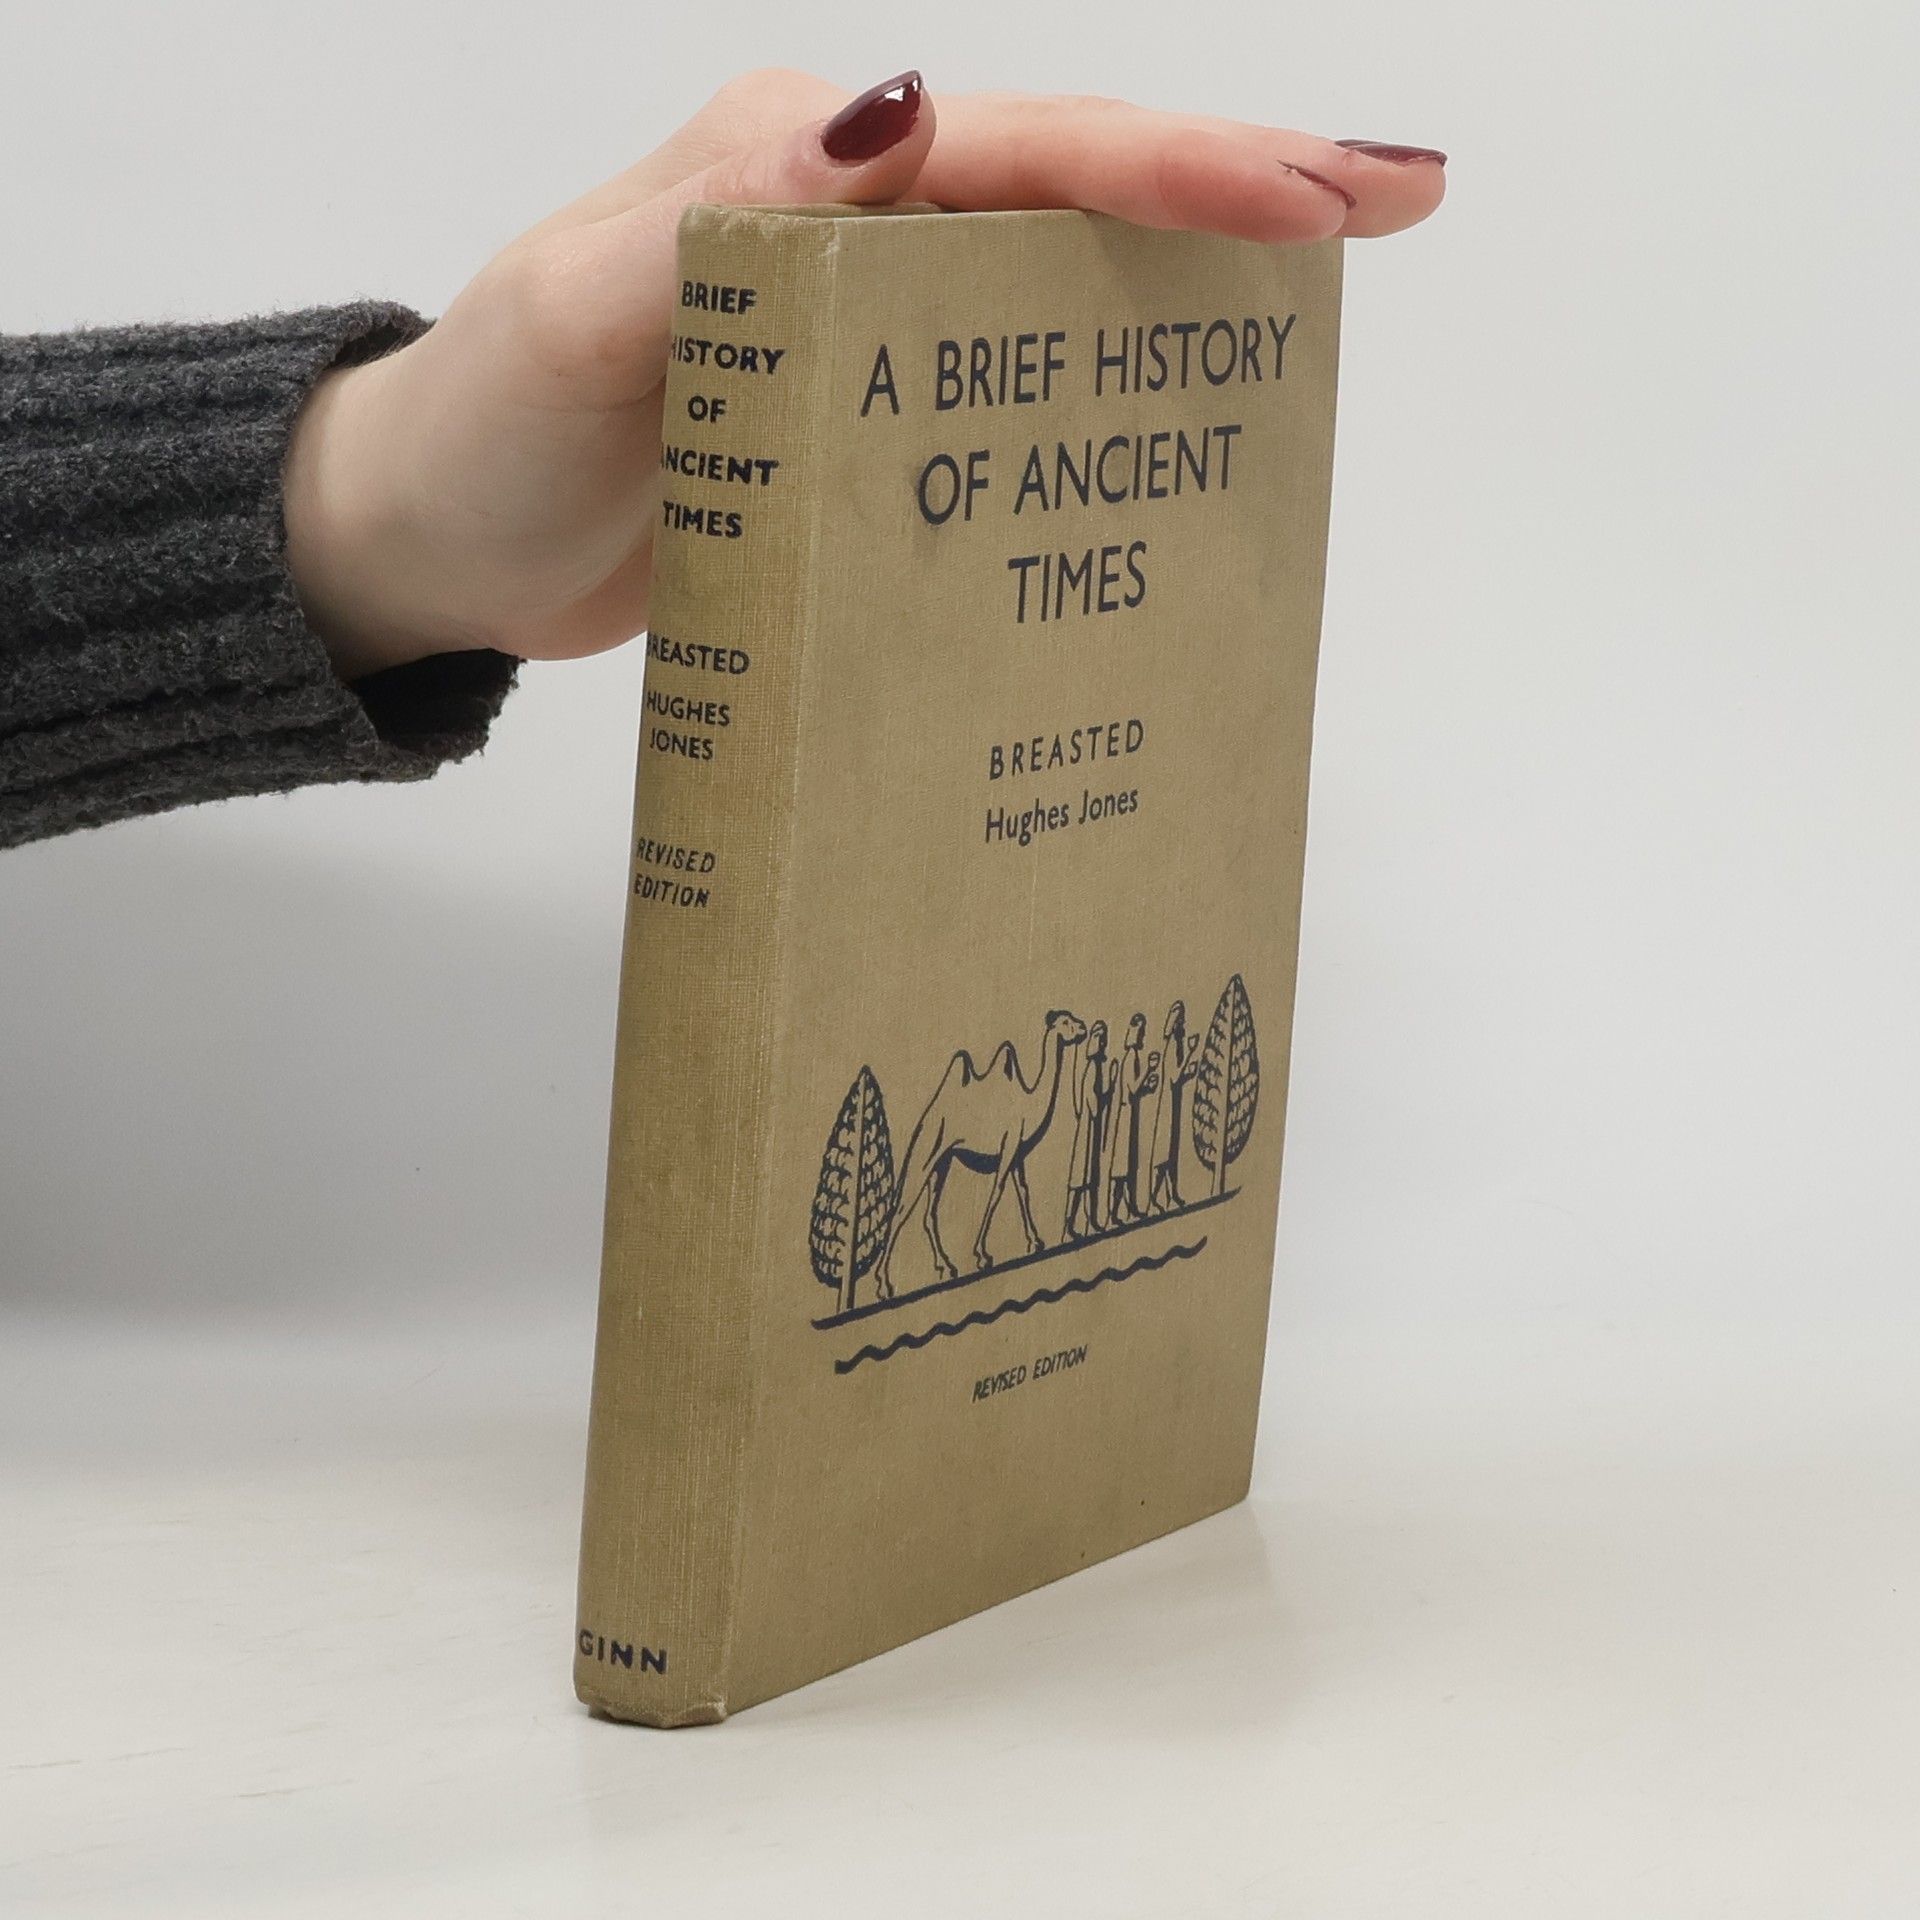 BRIEF
HISTORY
OF
ANCIENT
TIMES
BREASTED
HUGHES
JONES
REVISED
EDITION
GINN
A BRIEF HISTORY
OF ANCIENT
TIMES
BREASTED
Hughes Jones
REVISED EDITION